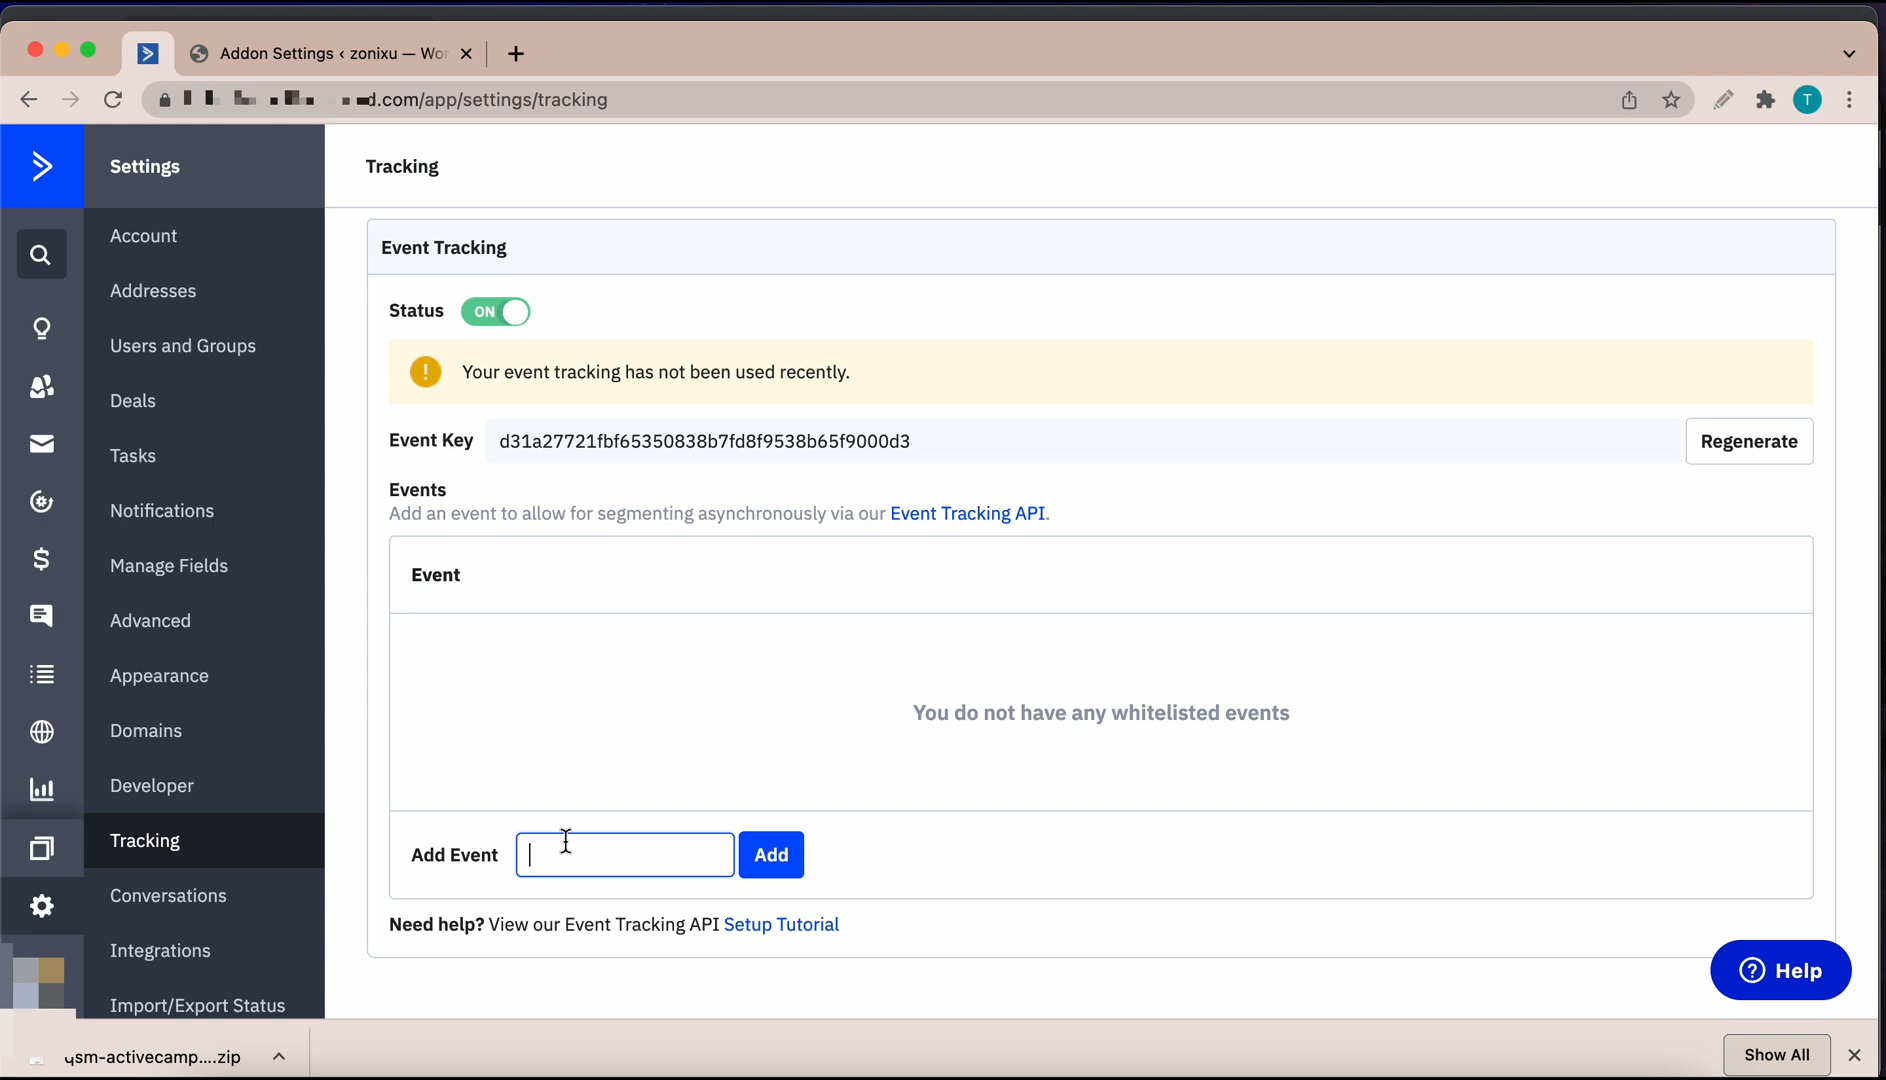 Addon Settings ‹ zonixu — Wor
d.com/app/settings/tracking
T
Settings
Account
Addresses
Users and Groups
Deals
Tasks
Notifications
Manage Fields
Advanced
Appearance
Domains
Developer
Tracking
Conversations
Integrations
Import/Export Status
Tracking
Event Tracking
Status ON
Your event tracking has not been used recently.
Event Key d31a27721fbf65350838b7fd8f9538b65f9000d3 Regenerate
Events
Add an event to allow for segmenting asynchronously via our Event Tracking API.
Event
You do not have any whitelisted events
Add Event Add
Need help? View our Event Tracking API Setup Tutorial
Help
qsm-activecamp....zip
Show All